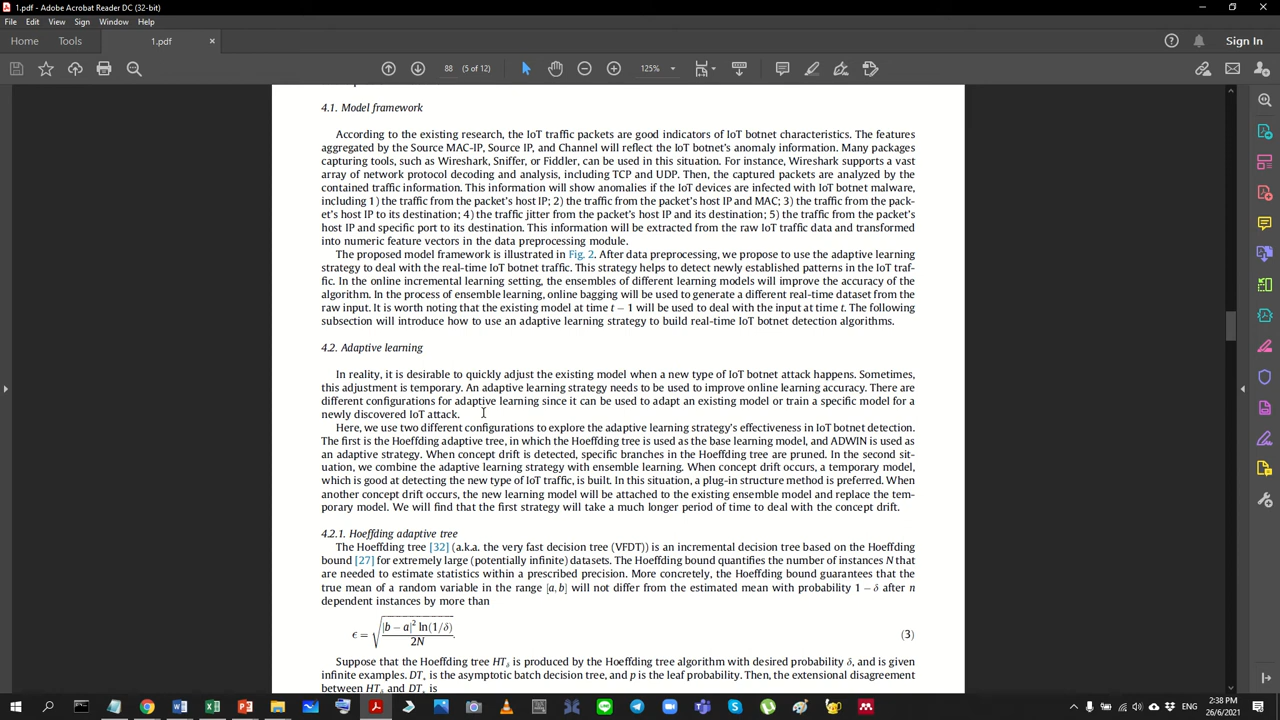 1.pdf - Adobe Acrobat Reader DC (32-bit)
File Edit View Sign Window Help
Home Tools 1.pdf Sign In
88 (5 of 12) 125%
4.1. Model framework
According to the existing research, the IoT traffic packets are good indicators of IoT botnet characteristics. The features
aggregated by the Source MAC-IP, Source IP, and Channel will reflect the IoT botnet's anomaly information. Many packages
capturing tools, such as Wireshark, Sniffer, or Fiddler, can be used in this situation. For instance, Wireshark supports a vast
array of network protocol decoding and analysis, including TCP and UDP. Then, the captured packets are analyzed by the
contained traffic information. This information will show anomalies if the IoT devices are infected with IoT botnet malware,
including 1) the traffic from the packet's host IP; 2) the traffic from the packet's host IP and MAC; 3) the traffic from the pack-
et's host IP to its destination; 4) the traffic jitter from the packet's host IP and its destination; 5) the traffic from the packet's
host IP and specific port to its destination. This information will be extracted from the raw IoT traffic data and transformed
into numeric feature vectors in the data preprocessing module.
The proposed model framework is illustrated in Fig. 2. After data preprocessing, we propose to use the adaptive learning
strategy to deal with the real-time IoT botnet traffic. This strategy helps to detect newly established patterns in the IoT traf-
fic. In the online incremental learning setting, the ensembles of different learning models will improve the accuracy of the
algorithm. In the process of ensemble learning, online bagging will be used to generate a different real-time dataset from the
raw input. It is worth noting that the existing model at time t − 1 will be used to deal with the input at time t. The following
subsection will introduce how to use an adaptive learning strategy to build real-time IoT botnet detection algorithms.
4.2. Adaptive learning
In reality, it is desirable to quickly adjust the existing model when a new type of IoT botnet attack happens. Sometimes,
this adjustment is temporary. An adaptive learning strategy needs to be used to improve online learning accuracy. There are
different configurations for adaptive learning since it can be used to adapt an existing model or train a specific model for a
newly discovered IoT attack.
Here, we use two different configurations to explore the adaptive learning strategy's effectiveness in IoT botnet detection.
The first is the Hoeffding adaptive tree, in which the Hoeffding tree is used as the base learning model, and ADWIN is used as
an adaptive strategy. When concept drift is detected, specific branches in the Hoeffding tree are pruned. In the second sit-
uation, we combine the adaptive learning strategy with ensemble learning. When concept drift occurs, a temporary model,
which is good at detecting the new type of IoT traffic, is built. In this situation, a plug-in structure method is preferred. When
another concept drift occurs, the new learning model will be attached to the existing ensemble model and replace the tem-
porary model. We will find that the first strategy will take a much longer period of time to deal with the concept drift.
4.2.1. Hoeffding adaptive tree
The Hoeffding tree [32] (a.k.a. the very fast decision tree (VFDT)) is an incremental decision tree based on the Hoeffding
bound [27] for extremely large (potentially infinite) datasets. The Hoeffding bound quantifies the number of instances N that
are needed to estimate statistics within a prescribed precision. More concretely, the Hoeffding bound guarantees that the
true mean of a random variable in the range [a, b] will not differ from the estimated mean with probability 1 − δ after n
dependent instances by more than
ϵ = √(|b − a|² ln(1/δ) / 2N). (3)
Suppose that the Hoeffding tree HTδ is produced by the Hoeffding tree algorithm with desired probability δ, and is given
infinite examples. DT* is the asymptotic batch decision tree, and p is the leaf probability. Then, the extensional disagreement
between HTδ and DT* is
2:38 PM
26/6/2021